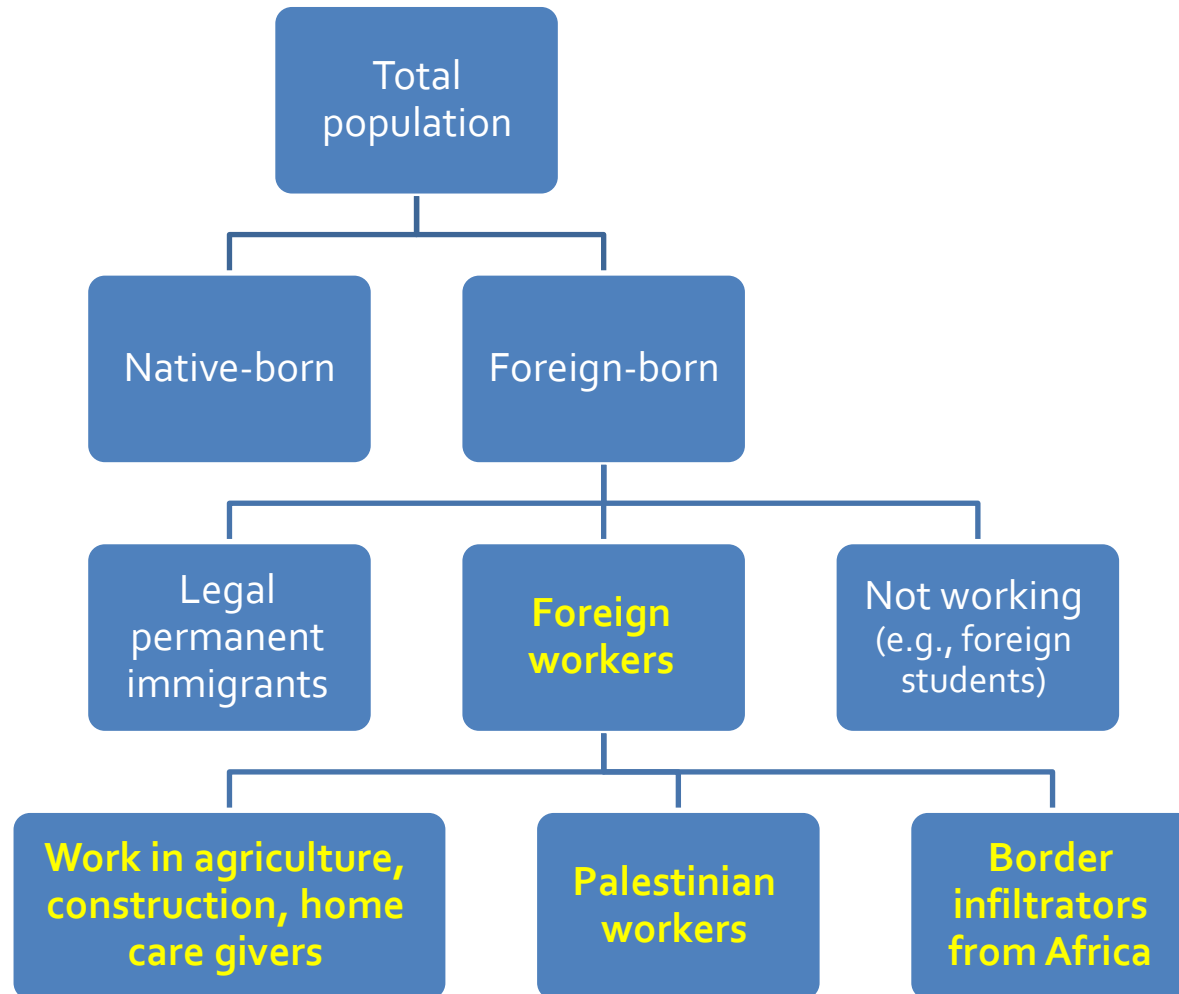 Total
population
Native-born
Foreign-born
Legal
permanent
immigrants
Foreign
workers
Not working
(e.g., foreign
students)
Work in agriculture,
construction, home
care givers
Palestinian
workers
Border
infiltrators
from Africa